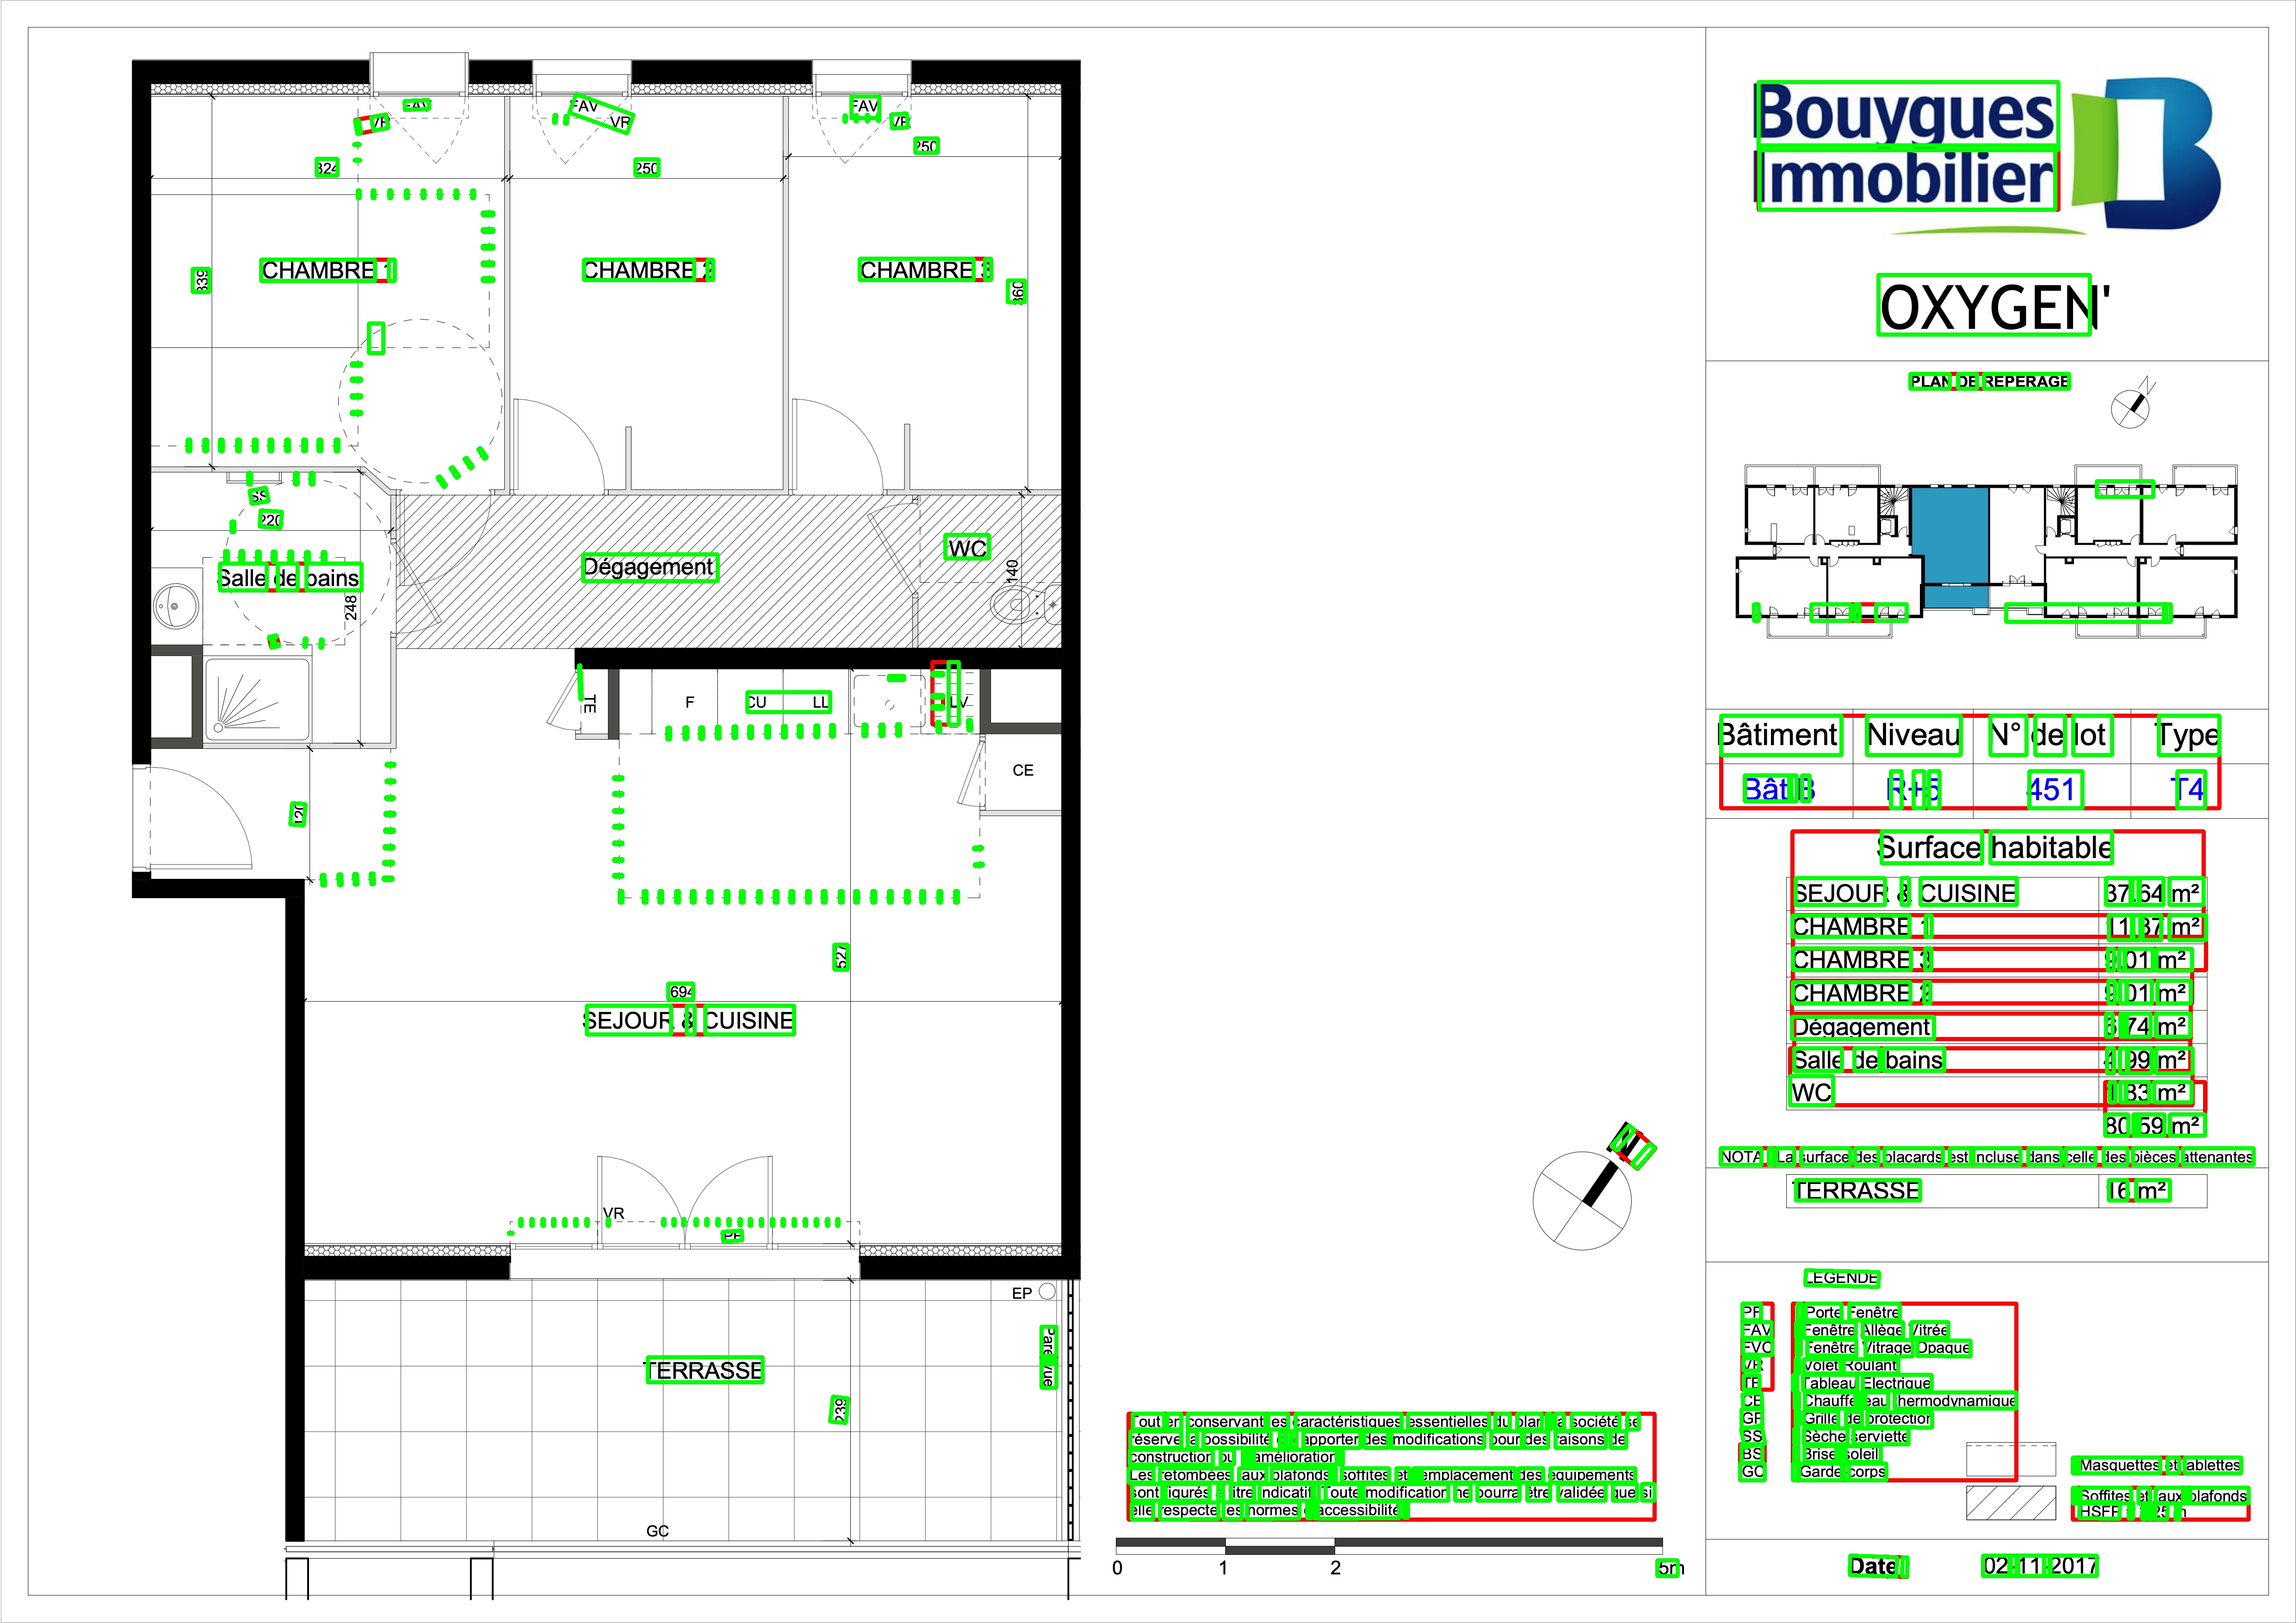 Bouygues
Immobilier
OXYGEN'
PLAN DE REPERAGE
N
Bâtiment Niveau N° de lot Type
Bât B R+5 451 T4
Surface habitable
SEJOUR & CUISINE 37.64 m²
CHAMBRE 1 11.37 m²
CHAMBRE 3 9.01 m²
CHAMBRE 2 9.01 m²
Dégagement 6.74 m²
Salle de bains 4.99 m²
WC 1.83 m²
80.59 m²
NOTA : La surface des placards est incluse dans celle des pièces attenantes
TERRASSE 16 m²
LEGENDE
PF : Porte Fenêtre
FAV : Fenêtre Allège Vitrée
FVO : Fenêtre Vitrage Opaque
VR : Volet Roulant
TE : Tableau Electrique
CE : Chauffe eau thermodynamique
GP : Grille de protection
SS : Sèche serviette
BS : Brise soleil
GC : Garde-corps
Masquettes et tablettes
Soffites et faux plafonds
Date : 02-11-2017
FAV
VR
FAV
VR
FAV
VR
324
250
250
CHAMBRE 1
CHAMBRE 2
CHAMBRE 3
339
360
SS
220
Salle de bains
248
Dégagement
WC
140
TE
F
CU
LL
LV
CE
120
527
694
SEJOUR & CUISINE
VR
PF
EP
Pare Vue
TERRASSE
239
GC
N
Tout en conservant les caractéristiques essentielles du plan, la société se
réserve la possibilité d'y apporter des modifications pour des raisons de
construction ou d'amélioration.
Les retombées, faux plafonds, soffites et emplacement des équipements
sont figurés à titre indicatif. Toute modification ne pourra être validée que si
elle respecte les normes d'accessibilité.
0 1 2 5m